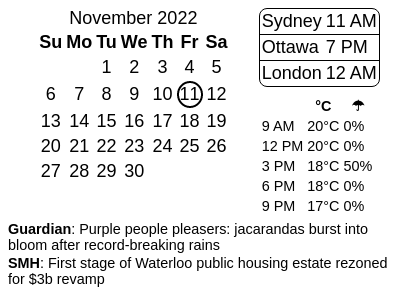 November 2022
Su Mo Tu We Th Fr Sa
1 2 3 4 5
6 7 8 9 10 11 12
13 14 15 16 17 18 19
20 21 22 23 24 25 26
27 28 29 30
Sydney 11 AM
Ottawa 7 PM
London 12 AM
°C ☂
9 AM 20°C 0%
12 PM 20°C 0%
3 PM 18°C 50%
6 PM 18°C 0%
9 PM 17°C 0%
Guardian: Purple people pleasers: jacarandas burst into
bloom after record-breaking rains
SMH: First stage of Waterloo public housing estate rezoned
for $3b revamp